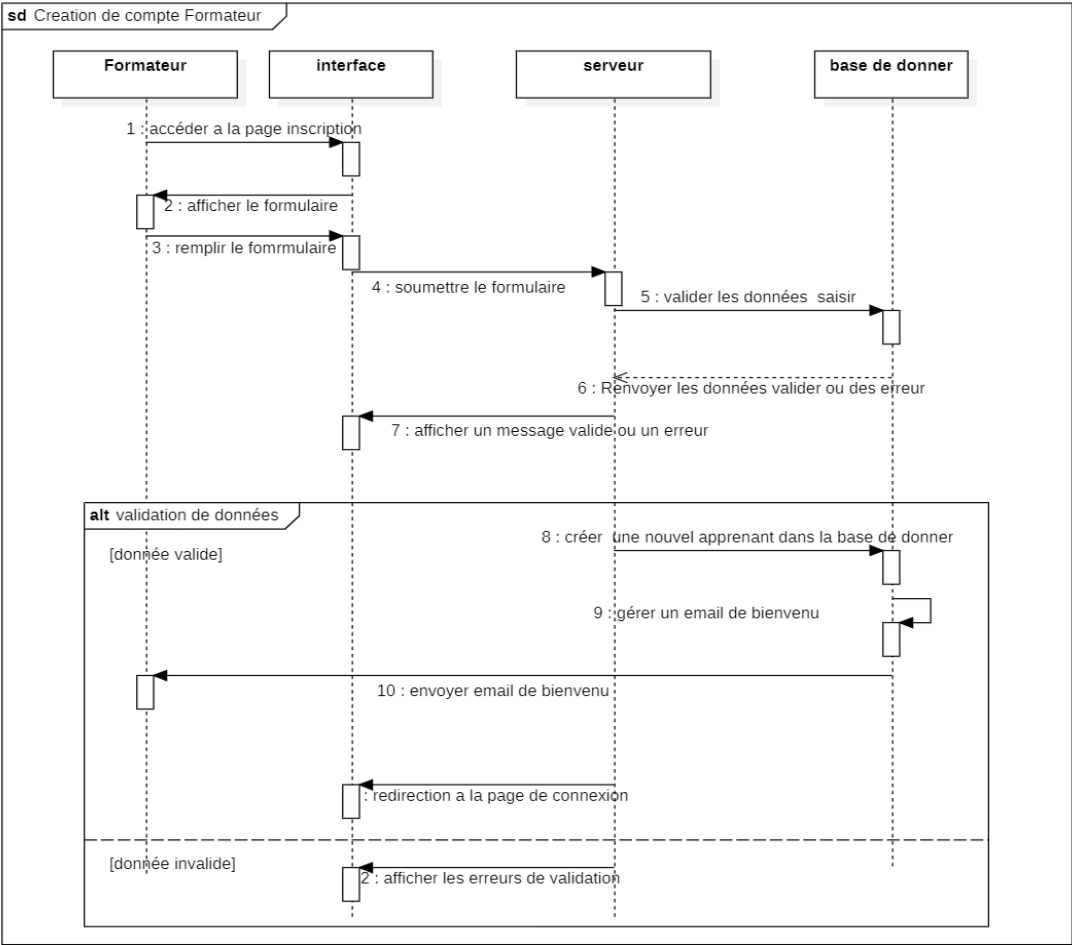 sd Creation de compte Formateur
Formateur
interface
serveur
base de donner
1 : accéder a la page inscription
2 : afficher le formulaire
3 : remplir le fomrmulaire
4 : soumettre le formulaire
5 : valider les données saisir
6 : Renvoyer les données valider ou des erreur
7 : afficher un message valide ou un erreur
alt validation de données
[donnée valide]
8 : créer une nouvel apprenant dans la base de donner
9 : gérer un email de bienvenu
10 : envoyer email de bienvenu
: redirection a la page de connexion
[donnée invalide]
2 : afficher les erreurs de validation